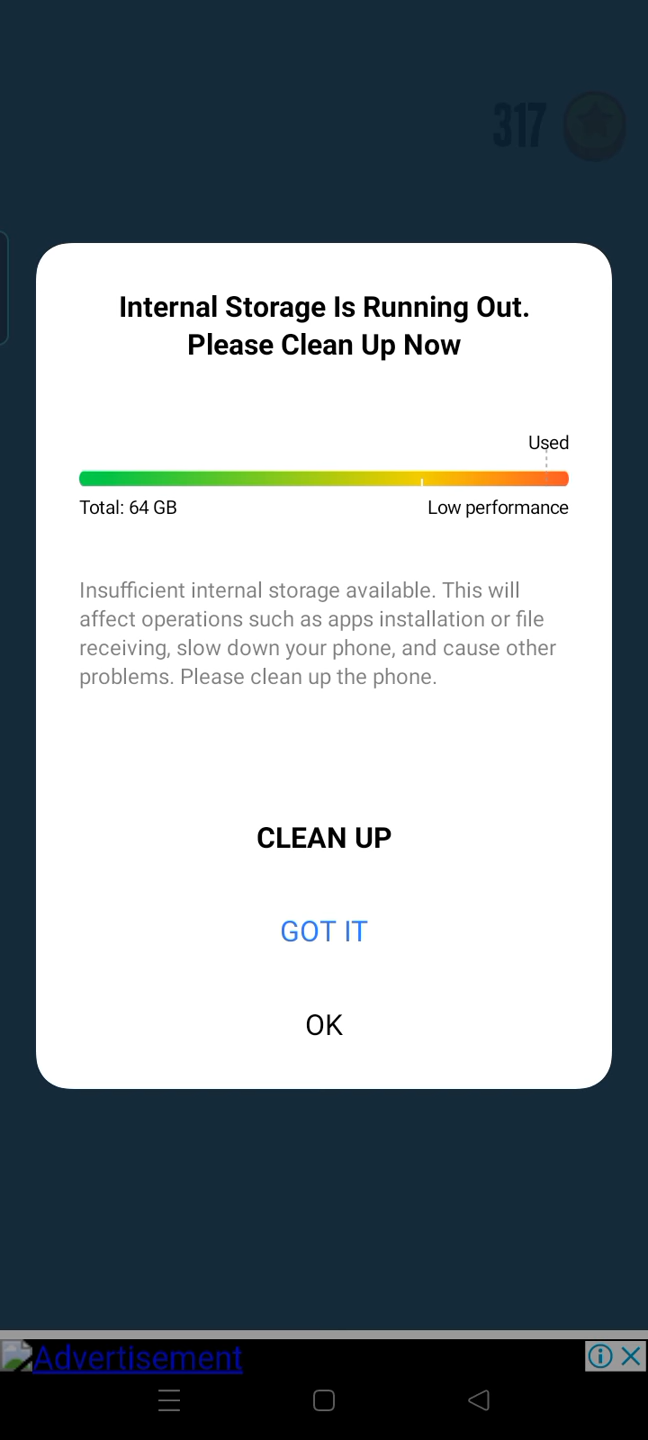 317
Internal Storage Is Running Out.
Please Clean Up Now
Used
Total: 64 GB
Low performance
Insufficient internal storage available. This will
affect operations such as apps installation or file
receiving, slow down your phone, and cause other
problems. Please clean up the phone.
CLEAN UP
GOT IT
OK
Advertisement